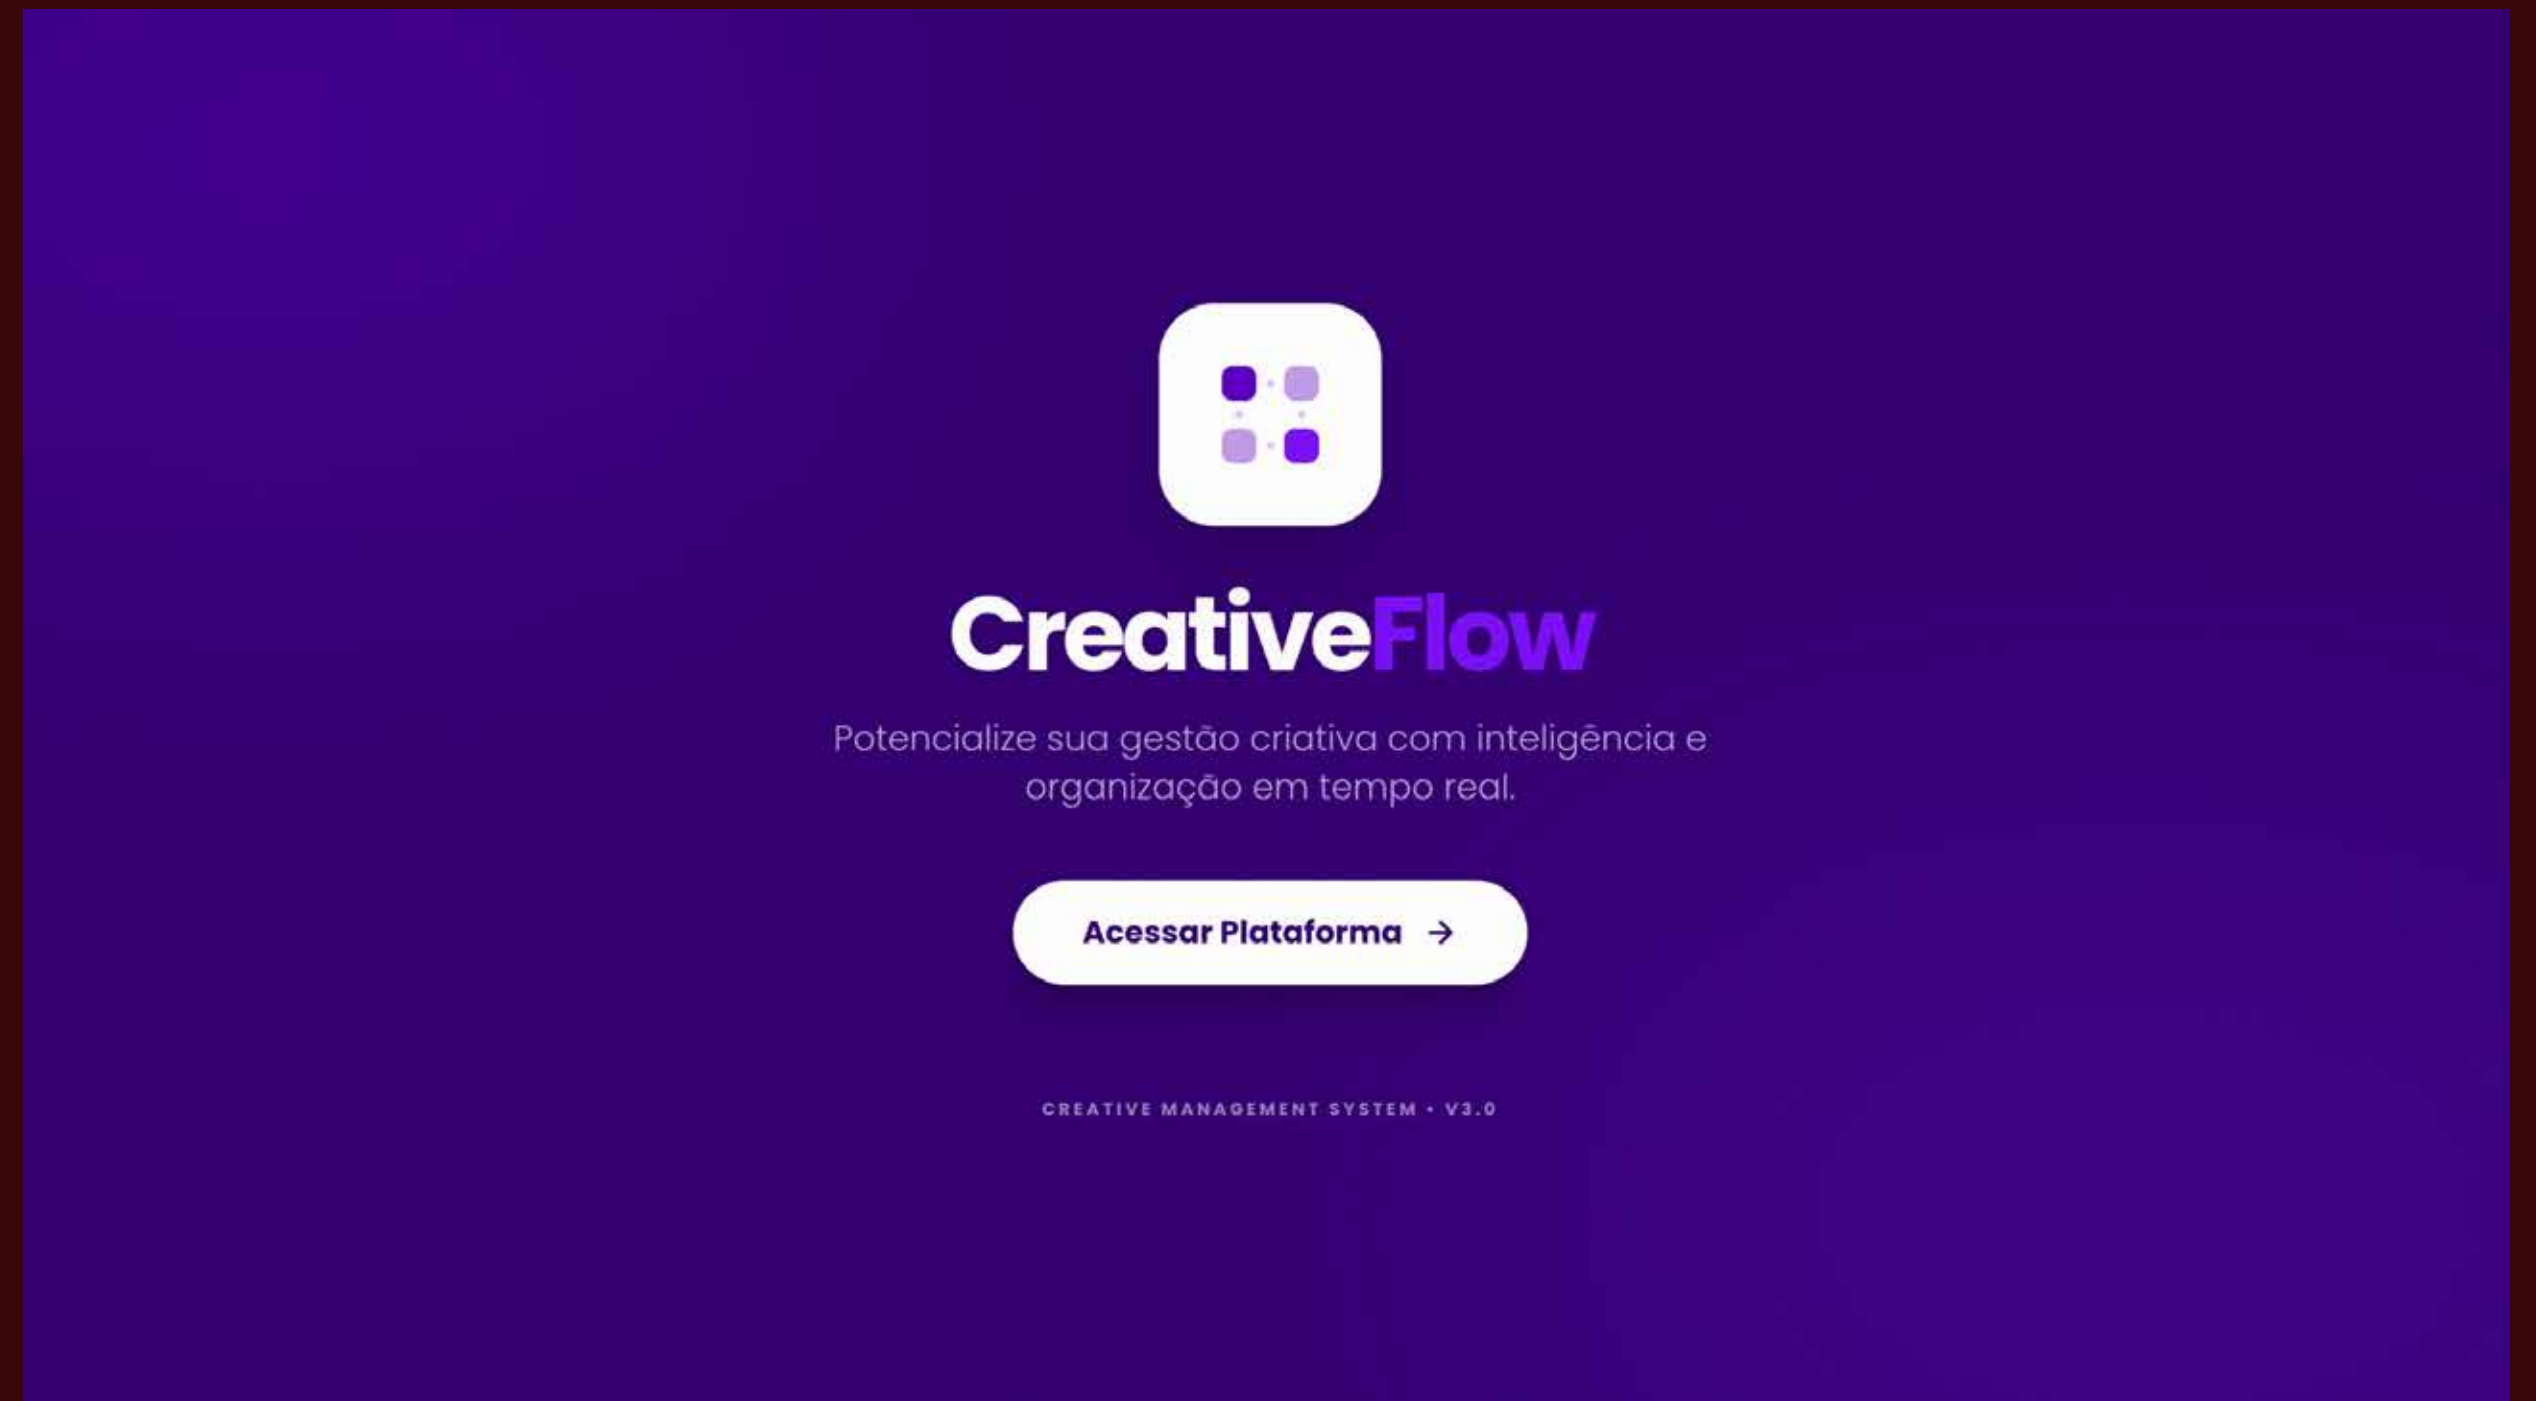 CreativeFlow
Potencialize sua gestão criativa com inteligência e
organização em tempo real.
Acessar Plataforma →
CREATIVE MANAGEMENT SYSTEM • V3.0